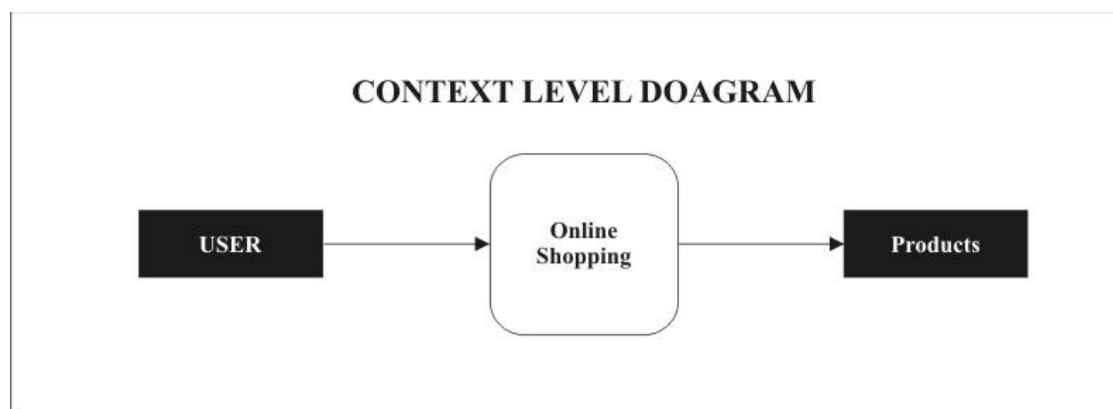 CONTEXT LEVEL DOAGRAM
USER
Online
Shopping
Products